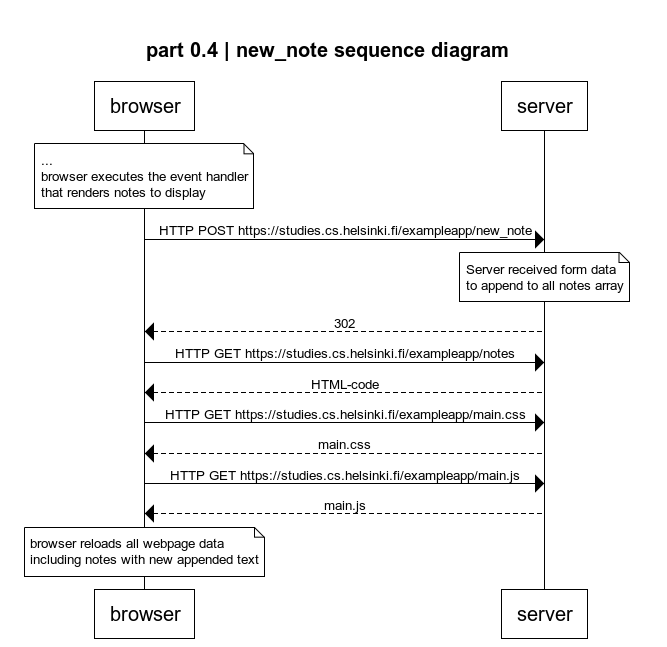 part 0.4 | new_note sequence diagram
browser
server
...
browser executes the event handler
that renders notes to display
HTTP POST https://studies.cs.helsinki.fi/exampleapp/new_note
Server received form data
to append to all notes array
302
HTTP GET https://studies.cs.helsinki.fi/exampleapp/notes
HTML-code
HTTP GET https://studies.cs.helsinki.fi/exampleapp/main.css
main.css
HTTP GET https://studies.cs.helsinki.fi/exampleapp/main.js
main.js
browser reloads all webpage data
including notes with new appended text
browser
server